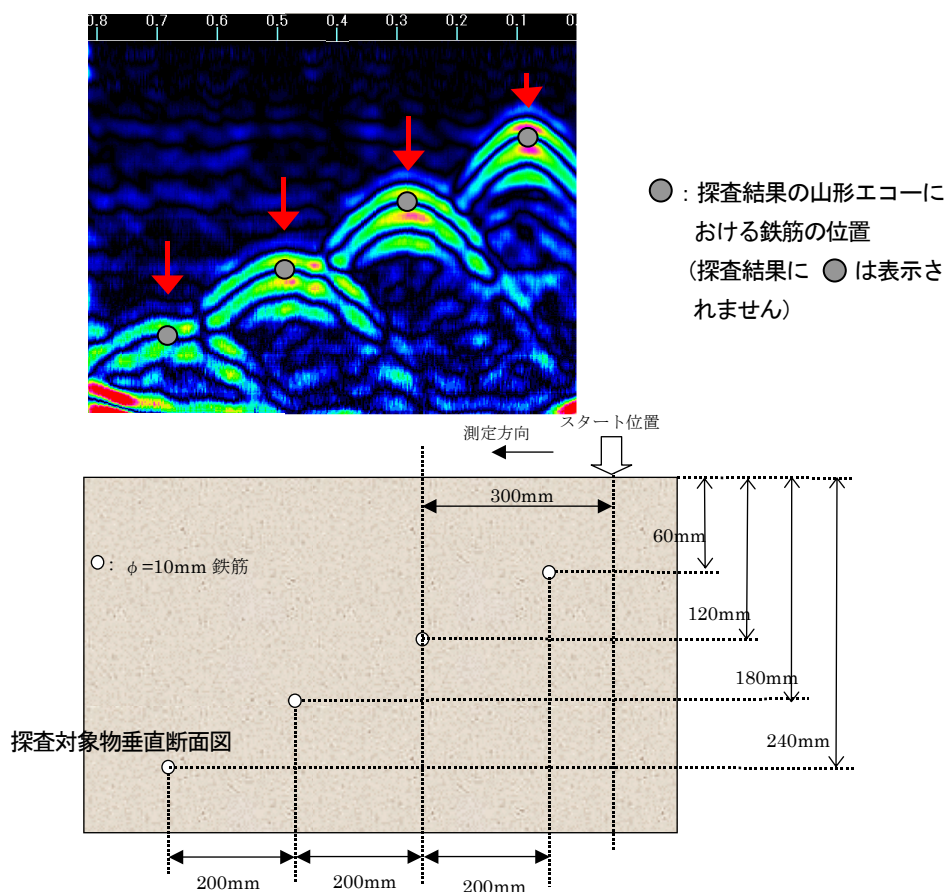 0.8 0.7 0.6 0.5 0.4 0.3 0.2 0.1 0.
：探査結果の山形エコーに
おける鉄筋の位置
(探査結果に は表示さ
れません)
測定方向
スタート位置
300mm
60mm
： φ=10mm 鉄筋
120mm
180mm
探査対象物垂直断面図
240mm
200mm 200mm 200mm